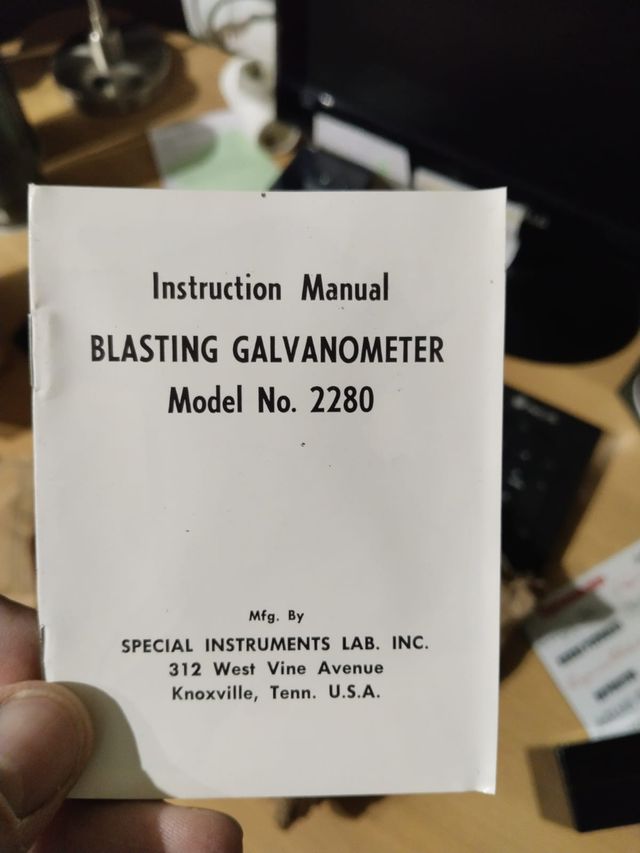 Instruction Manual
BLASTING GALVANOMETER
Model No. 2280
Mfg. By
SPECIAL INSTRUMENTS LAB. INC.
312 West Vine Avenue
Knoxville, Tenn. U.S.A.